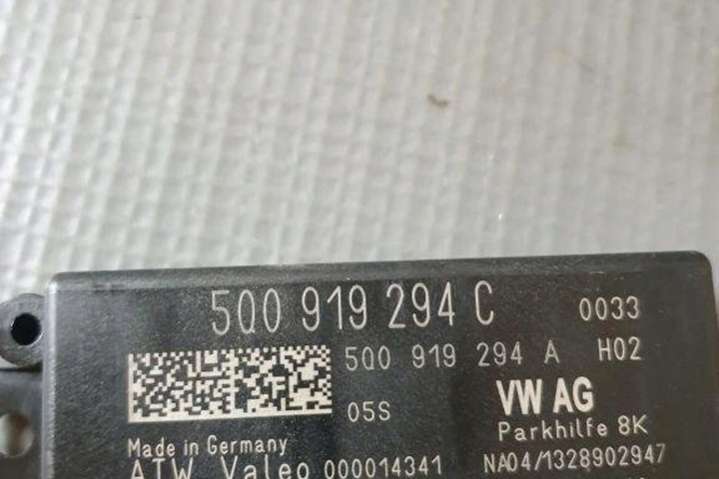 5Q0 919 294 C 0033
5Q0 919 294 A H02
05S VW AG
Parkhilfe 8K
Made in Germany
ATW Valeo 000014341 NA04/1328902947